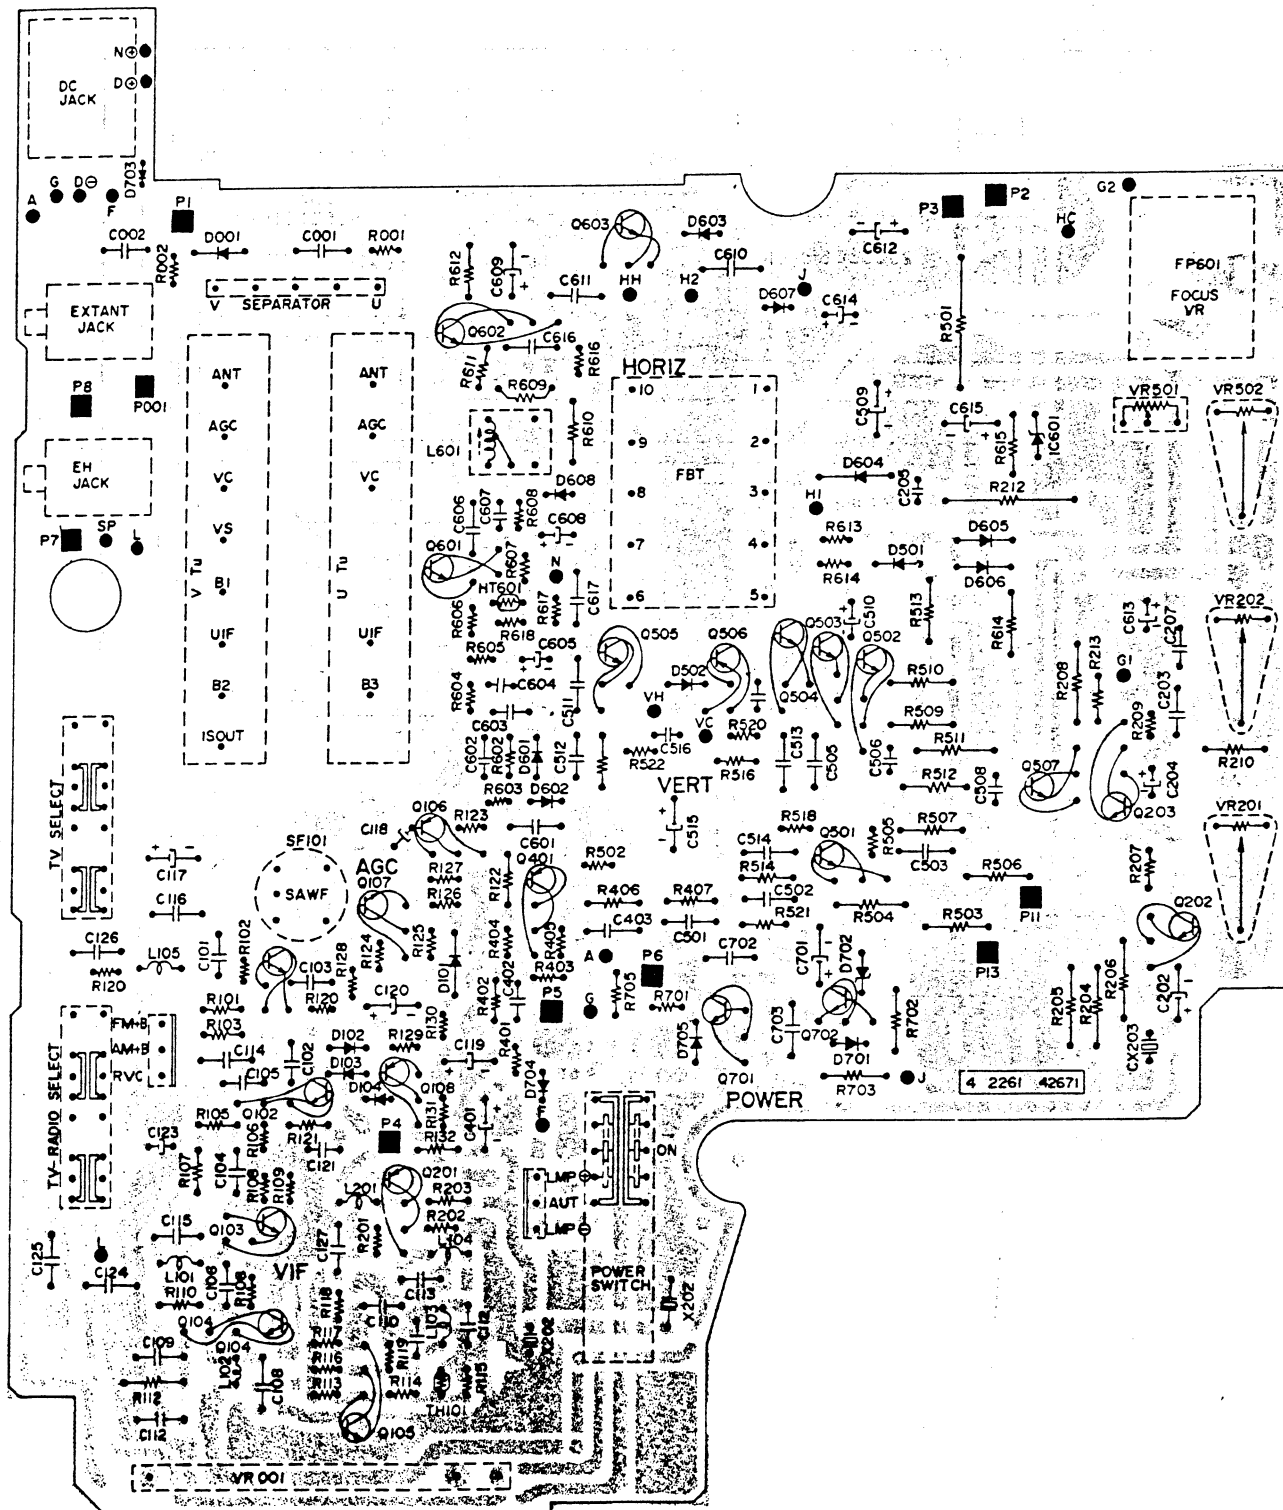 N⊕
D⊕
DC
JACK
D703
A
G
D⊖
F
P1
C002
R002
D001
C001
R001
V SEPARATOR U
EXTANT
JACK
P8
P001
EH
JACK
P7
SP
L
ANT
AGC
VC
VS
B1
UIF
B2
ISOUT
V Tu
ANT
AGC
VC
UIF
B3
U Tu
Q603
D603
C612
P3
P2
G2
HC
R612
C609
C611
HH
H2
C610
D607
J
C614
R501
FP601
FOCUS
VR
Q602
C616
R616
R611
R609
R610
HORIZ
10
9
8
7
6
1
2
3
4
5
FBT
C509
C615
R615
IC601
VR501
VR502
L601
D608
D604
C205
R212
H1
C606
C607
R608
C608
R613
D501
D605
D606
Q601
R607
N
R614
HT601
R617
C617
R606
R618
R605
C605
R604
C604
C603
C511
Q505
Q506
D502
VH
VC
C516
R520
R522
R516
Q503
Q504
C510
Q502
R513
R614
R510
R509
R511
R512
R208
R213
G1
C613
C207
VR202
R209
C203
C602
R602
D601
C512
C513
C505
C506
C508
Q507
C204
R210
Q203
VERT
R603
D602
TV SELECT
SF101
SAWF
AGC
C118
Q106
R123
C601
C515
C514
R518
Q501
R505
R507
C503
VR201
C117
C116
Q107
R127
R126
R122
Q401
R502
R406
R407
R514
C502
R504
R506
P11
R207
Q202
C126
R120
L105
C101
R102
C103
R128
R124
R125
D101
R404
R405
C403
C501
R521
R503
P13
R101
R120
C120
R130
R402
C402
R403
A
P6
C702
C701
D702
R206
C202
FM+B
AM+B
RVC
R103
C114
C102
D102
R129
C119
R401
P5
G
R705
R701
D705
C703
Q702
R702
R205
R204
CX203
TV-RADIO SELECT
C105
D103
D104
Q108
D704
Q701
D701
R703
J
POWER
4 2261 42671
R105
Q102
R131
C401
E
C123
R106
R121
P4
R132
ON
R107
C104
R108
R109
C121
Q201
L201
R203
LMP⊕
AUT
LMP⊖
C115
Q103
R201
R202
L104
C125
L
C127
VIF
POWER
SWITCH
C124
L101
C106
R108
R110
R118
C113
C110
L103
C112
X202
Q104
R117
R119
X202
Q104
C109
L102
R116
R115
R112
C108
R113
R114
TH101
C112
Q105
VR 001